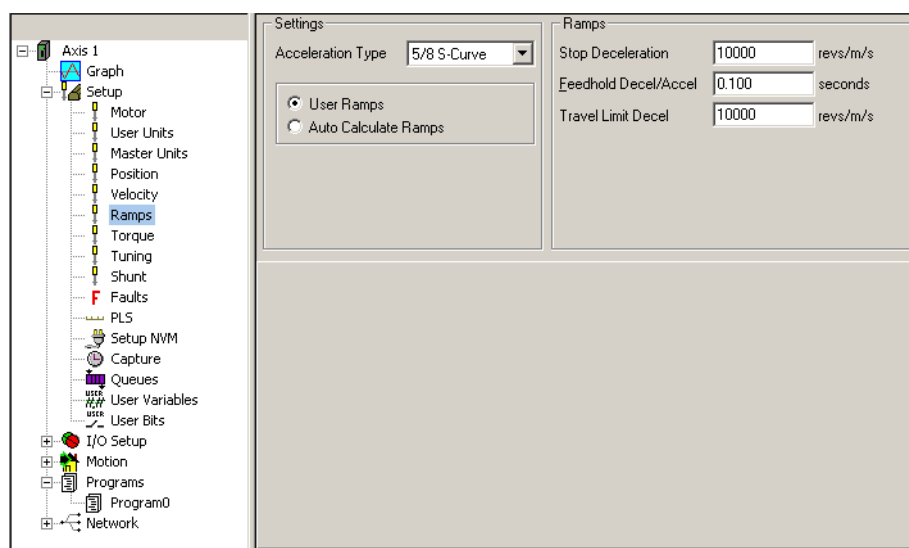 Axis 1
Graph
Setup
Motor
User Units
Master Units
Position
Velocity
Ramps
Torque
Tuning
Shunt
F Faults
PLS
Setup NVM
Capture
Queues
USER #.# User Variables
USER User Bits
I/O Setup
Motion
Programs
Program0
Network
Settings
Acceleration Type 5/8 S-Curve
User Ramps
Auto Calculate Ramps
Ramps
Stop Deceleration 10000 revs/m/s
Feedhold Decel/Accel 0.100 seconds
Travel Limit Decel 10000 revs/m/s